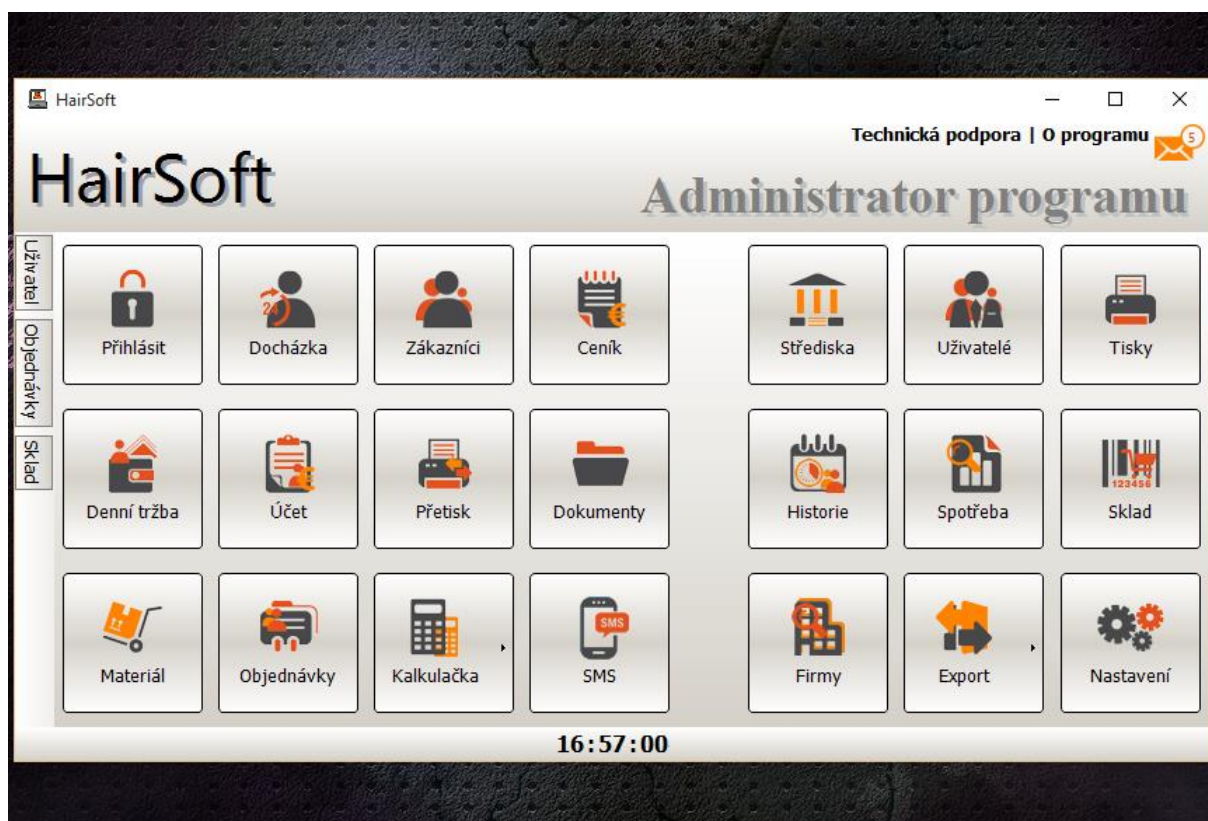 HairSoft
Technická podpora | O programu
5
HairSoft
Administrator programu
Uživatel
Objednávky
Sklad
24
Přihlásit
Docházka
Zákazníci
Ceník
Střediska
Uživatelé
Tisky
123456
Denní tržba
Účet
Přetisk
Dokumenty
Historie
Spotřeba
Sklad
SMS
Materiál
Objednávky
Kalkulačka
SMS
Firmy
Export
Nastavení
16:57:00